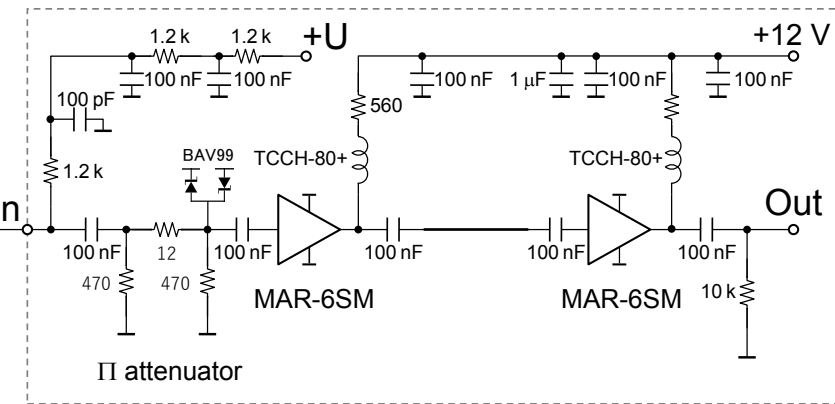 1.2 k
1.2 k
+U
+12 V
100 nF
100 nF
100 nF
1 μF
100 nF
100 nF
100 pF
560
BAV99
TCCH-80+
TCCH-80+
1.2 k
n
Out
100 nF
12
100 nF
100 nF
100 nF
100 nF
470
470
MAR-6SM
MAR-6SM
10 k
Π attenuator